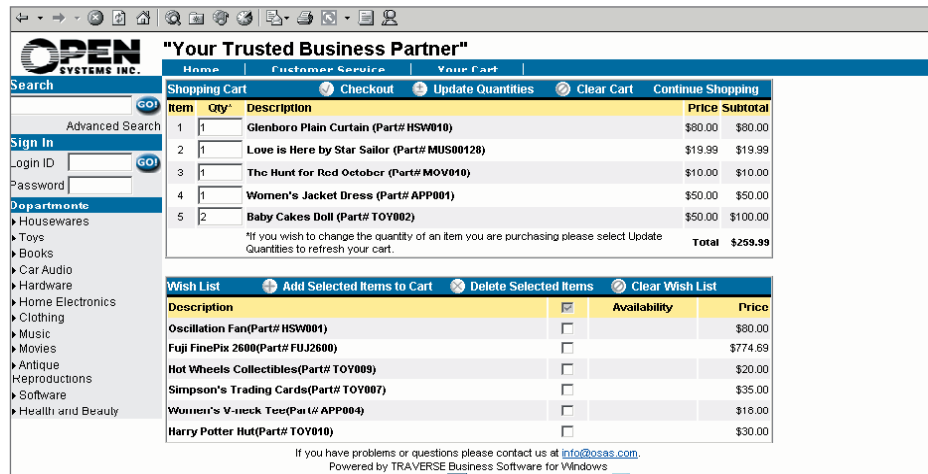 OPEN
SYSTEMS INC.
"Your Trusted Business Partner"
Home Customer Service Your Cart
Search
GO!
Advanced Search
Sign In
Login ID GO!
Password
Departments
Housewares
Toys
Books
Car Audio
Hardware
Home Electronics
Clothing
Music
Movies
Antique
Reproductions
Software
Health and Beauty
Shopping Cart Checkout Update Quantities Clear Cart Continue Shopping
Item Qty* Description Price Subtotal
1 1 Glenboro Plain Curtain (Part# HSW010) $80.00 $80.00
2 1 Love is Here by Star Sailor (Part# MUS00128) $19.99 $19.99
3 1 The Hunt for Red October (Part# MOV010) $10.00 $10.00
4 1 Women's Jacket Dress (Part# APP001) $50.00 $50.00
5 2 Baby Cakes Doll (Part# TOY002) $50.00 $100.00
*If you wish to change the quantity of an item you are purchasing please select Update
Quantities to refresh your cart.
Total $259.99
Wish List Add Selected Items to Cart Delete Selected Items Clear Wish List
Description Availability Price
Oscillation Fan(Part# HSW001) $80.00
Fuji FinePix 2600(Part# FUJ2600) $774.69
Hot Wheels Collectibles(Part# TOY009) $20.00
Simpson's Trading Cards(Part# TOY007) $35.00
Women's V-neck Tee(Part# APP004) $18.00
Harry Potter Hut(Part# TOY010) $30.00
If you have problems or questions please contact us at info@osas.com.
Powered by TRAVERSE Business Software for Windows